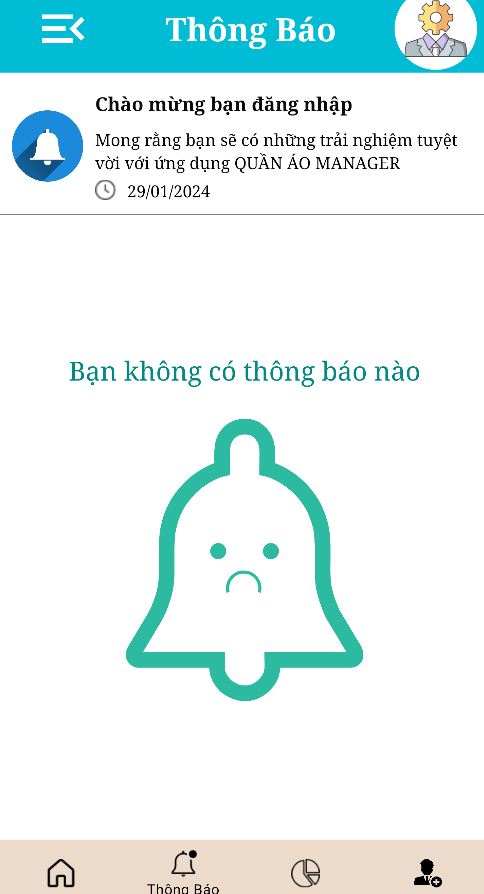 Thông Báo
Chào mừng bạn đăng nhập
Mong rằng bạn sẽ có những trải nghiệm tuyệt
vời với ứng dụng QUẦN ÁO MANAGER
29/01/2024
Bạn không có thông báo nào
Thông Báo